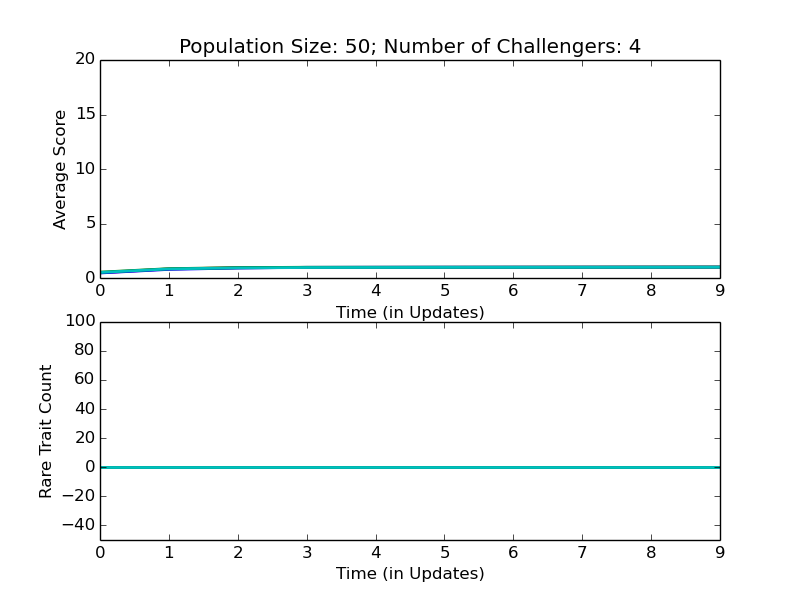 Population Size: 50; Number of Challengers: 4
20
15
10
5
0
Average Score
0 1 2 3 4 5 6 7 8 9
Time (in Updates)
100
80
60
40
20
0
−20
−40
Rare Trait Count
0 1 2 3 4 5 6 7 8 9
Time (in Updates)